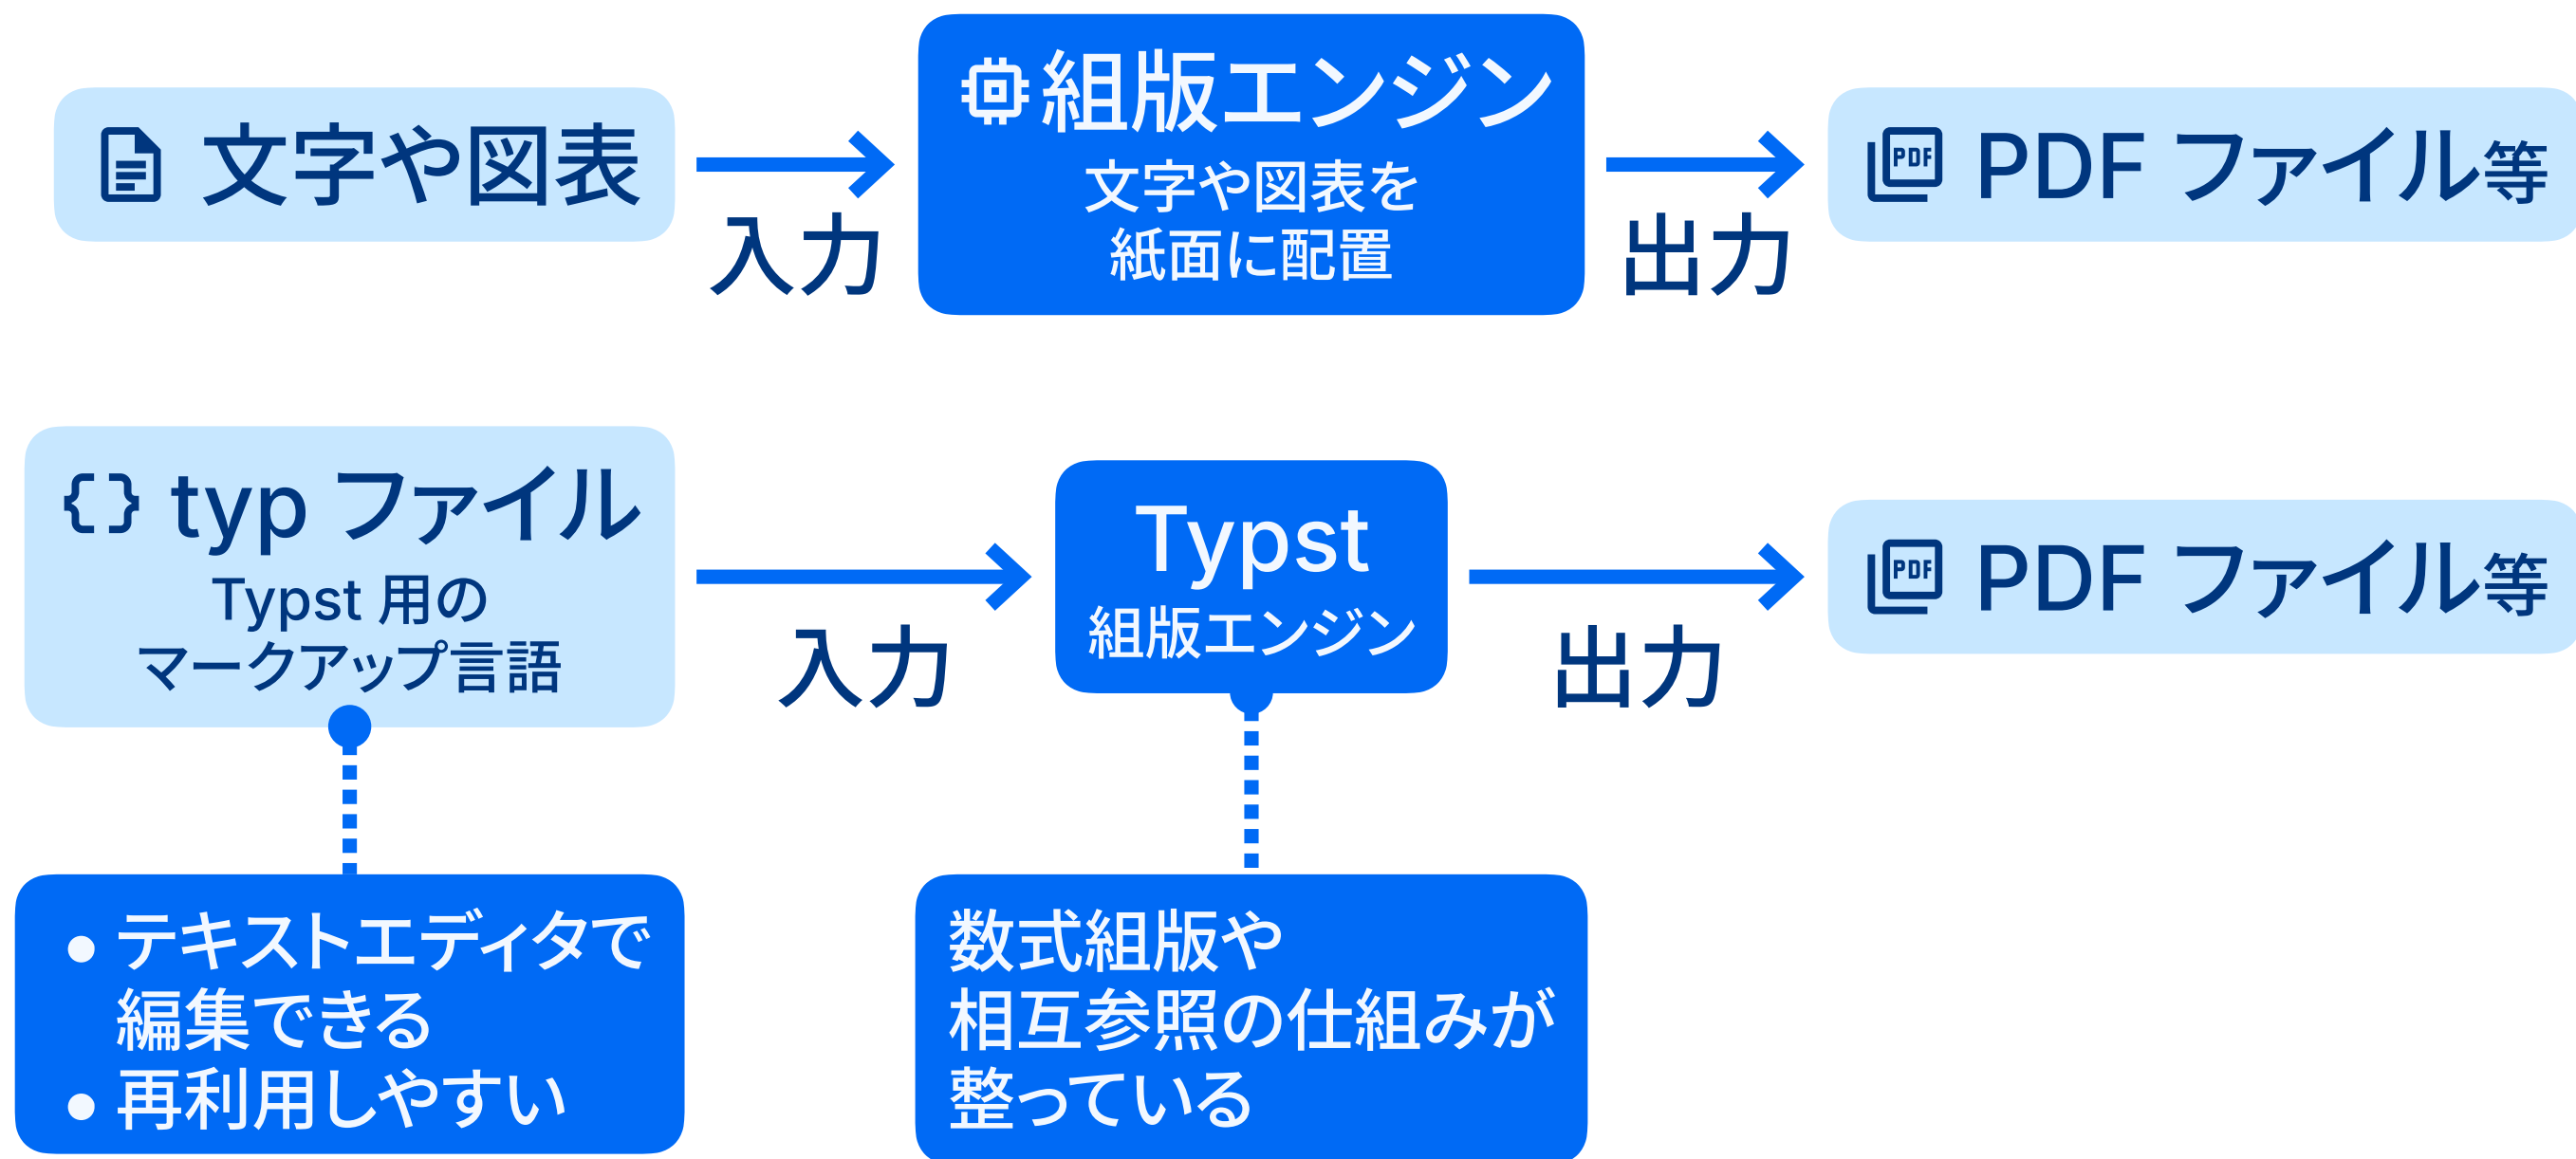 文字や図表
入力
組版エンジン
文字や図表を
紙面に配置
出力
PDF
PDF ファイル等
typ ファイル
Typst 用の
マークアップ言語
入力
Typst
組版エンジン
出力
PDF
PDF ファイル等
• テキストエディタで
編集できる
• 再利用しやすい
数式組版や
相互参照の仕組みが
整っている